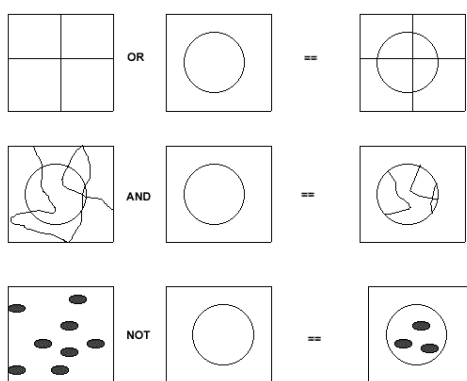 OR ==
AND ==
NOT ==